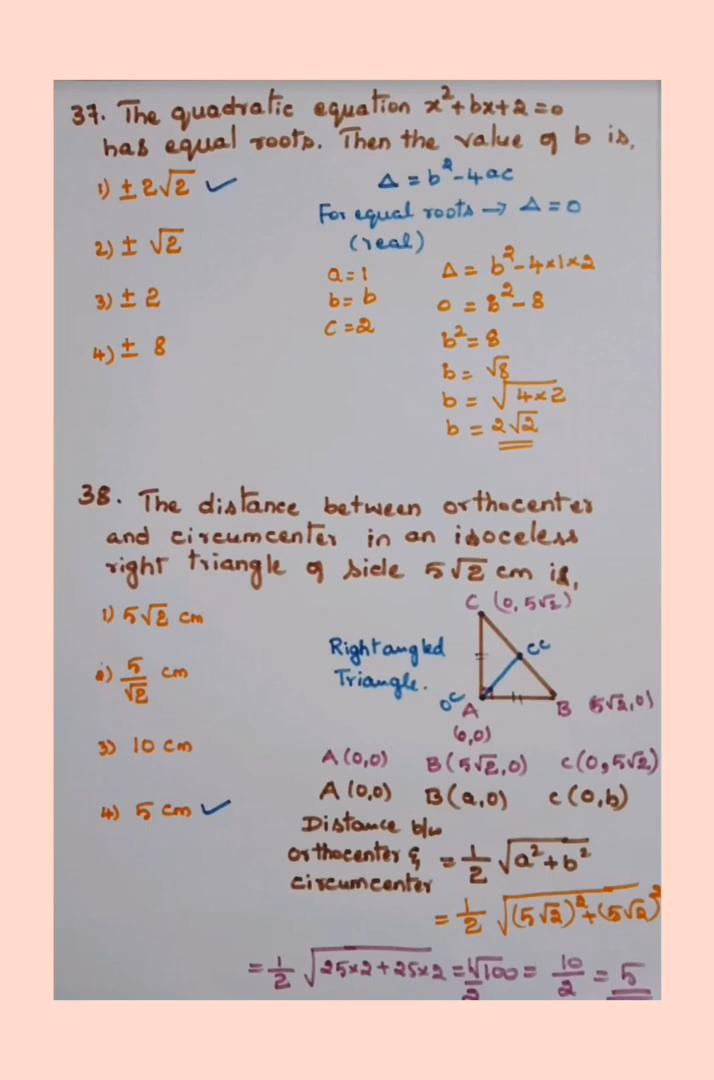 37. The quadratic equation x²+bx+2=0
has equal roots. Then the value of b is,
1) ±2√2 ✓
Δ = b²-4ac
For equal roots → Δ=0
(real)
2) ± √2
3) ± 2
4) ± 8
a=1
b=b
c=2
Δ= b²-4×1×2
0 = b²-8
b²=8
b= √8
b = √4×2
b = 2√2
38. The distance between orthocenter
and circumcenter in an isoceless
right triangle of side 5√2 cm is,
1) 5√2 cm
2) 5/√2 cm
3) 10 cm
4) 5 cm ✓
C (0,5√2)
Right angled
Triangle.
CC
OC
A
(0,0)
B (5√2,0)
A(0,0) B(5√2,0) C(0,5√2)
A(0,0) B(a,0) C(0,b)
Distance b/w
orthocenter &
circumcenter
= 1/2 √a²+b²
= 1/2 √(5√2)²+(5√2)²
= 1/2 √25×2+25×2 = √100/2 = 10/2 = 5